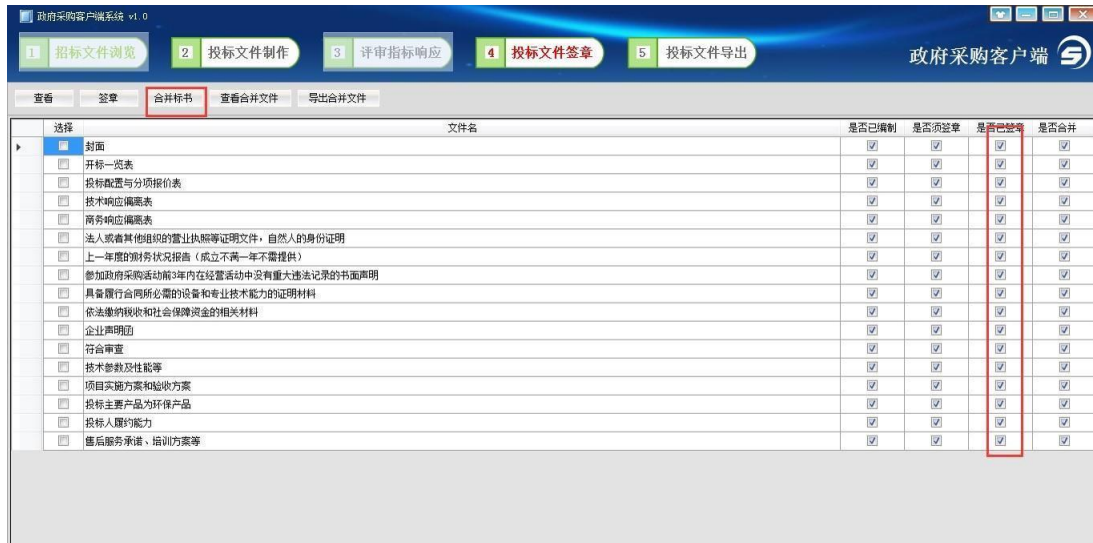 政府采购客户端系统 v1.0
1 招标文件浏览 2 投标文件制作 3 评审指标响应 4 投标文件签章 5 投标文件导出 政府采购客户端
查看 签章 合并标书 查看合并文件 导出合并文件
选择 文件名 是否已编制 是否须签章 是否已签章 是否合并
封面
开标一览表
投标配置与分项报价表
技术响应偏离表
商务响应偏离表
法人或者其他组织的营业执照等证明文件，自然人的身份证明
上一年度的财务状况报告（成立不满一年不需提供）
参加政府采购活动前3年内在经营活动中没有重大违法记录的书面声明
具备履行合同所必需的设备和专业技术能力的证明材料
依法缴纳税收和社会保障资金的相关材料
企业声明函
符合审查
技术参数及性能等
项目实施方案和验收方案
投标主要产品为环保产品
投标人履约能力
售后服务承诺、培训方案等